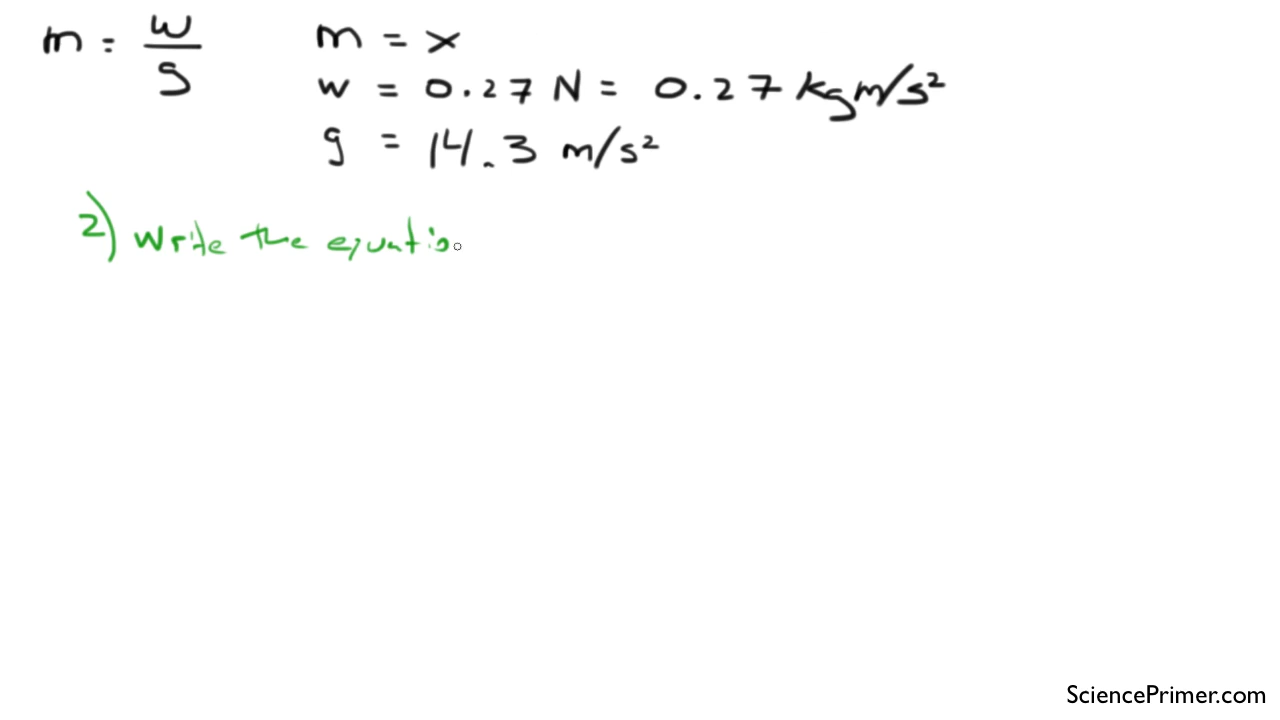 m = w/g
m = x
w = 0.27 N = 0.27 kgm/s²
g = 14.3 m/s²
2) Write the equatio
SciencePrimer.com